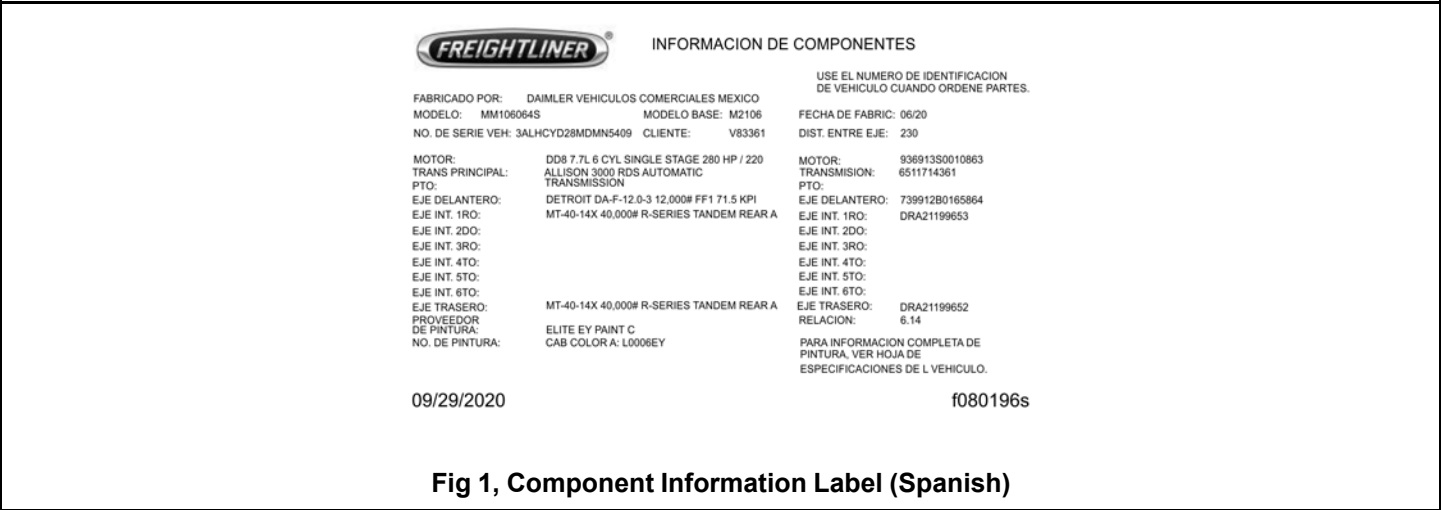 FREIGHTLINER®
INFORMACION DE COMPONENTES
USE EL NUMERO DE IDENTIFICACION
DE VEHICULO CUANDO ORDENE PARTES.
FABRICADO POR: DAIMLER VEHICULOS COMERCIALES MEXICO
MODELO: MM106064S MODELO BASE: M2106 FECHA DE FABRIC: 06/20
NO. DE SERIE VEH: 3ALHCYD28MDMN5409 CLIENTE: V83361 DIST. ENTRE EJE: 230
MOTOR: DD8 7.7L 6 CYL SINGLE STAGE 280 HP / 220 MOTOR: 936913S0010863
TRANS PRINCIPAL: ALLISON 3000 RDS AUTOMATIC TRANSMISION: 6511714361
TRANSMISSION
PTO: PTO:
EJE DELANTERO: DETROIT DA-F-12.0-3 12,000# FF1 71.5 KPI EJE DELANTERO: 739912B0165864
EJE INT. 1RO: MT-40-14X 40,000# R-SERIES TANDEM REAR A EJE INT. 1RO: DRA21199653
EJE INT. 2DO: EJE INT. 2DO:
EJE INT. 3RO: EJE INT. 3RO:
EJE INT. 4TO: EJE INT. 4TO:
EJE INT. 5TO: EJE INT. 5TO:
EJE INT. 6TO: EJE INT. 6TO:
EJE TRASERO: MT-40-14X 40,000# R-SERIES TANDEM REAR A EJE TRASERO: DRA21199652
PROVEEDOR RELACION: 6.14
DE PINTURA: ELITE EY PAINT C
NO. DE PINTURA: CAB COLOR A: L0006EY PARA INFORMACION COMPLETA DE
PINTURA, VER HOJA DE
ESPECIFICACIONES DE L VEHICULO.
09/29/2020 f080196s
Fig 1, Component Information Label (Spanish)